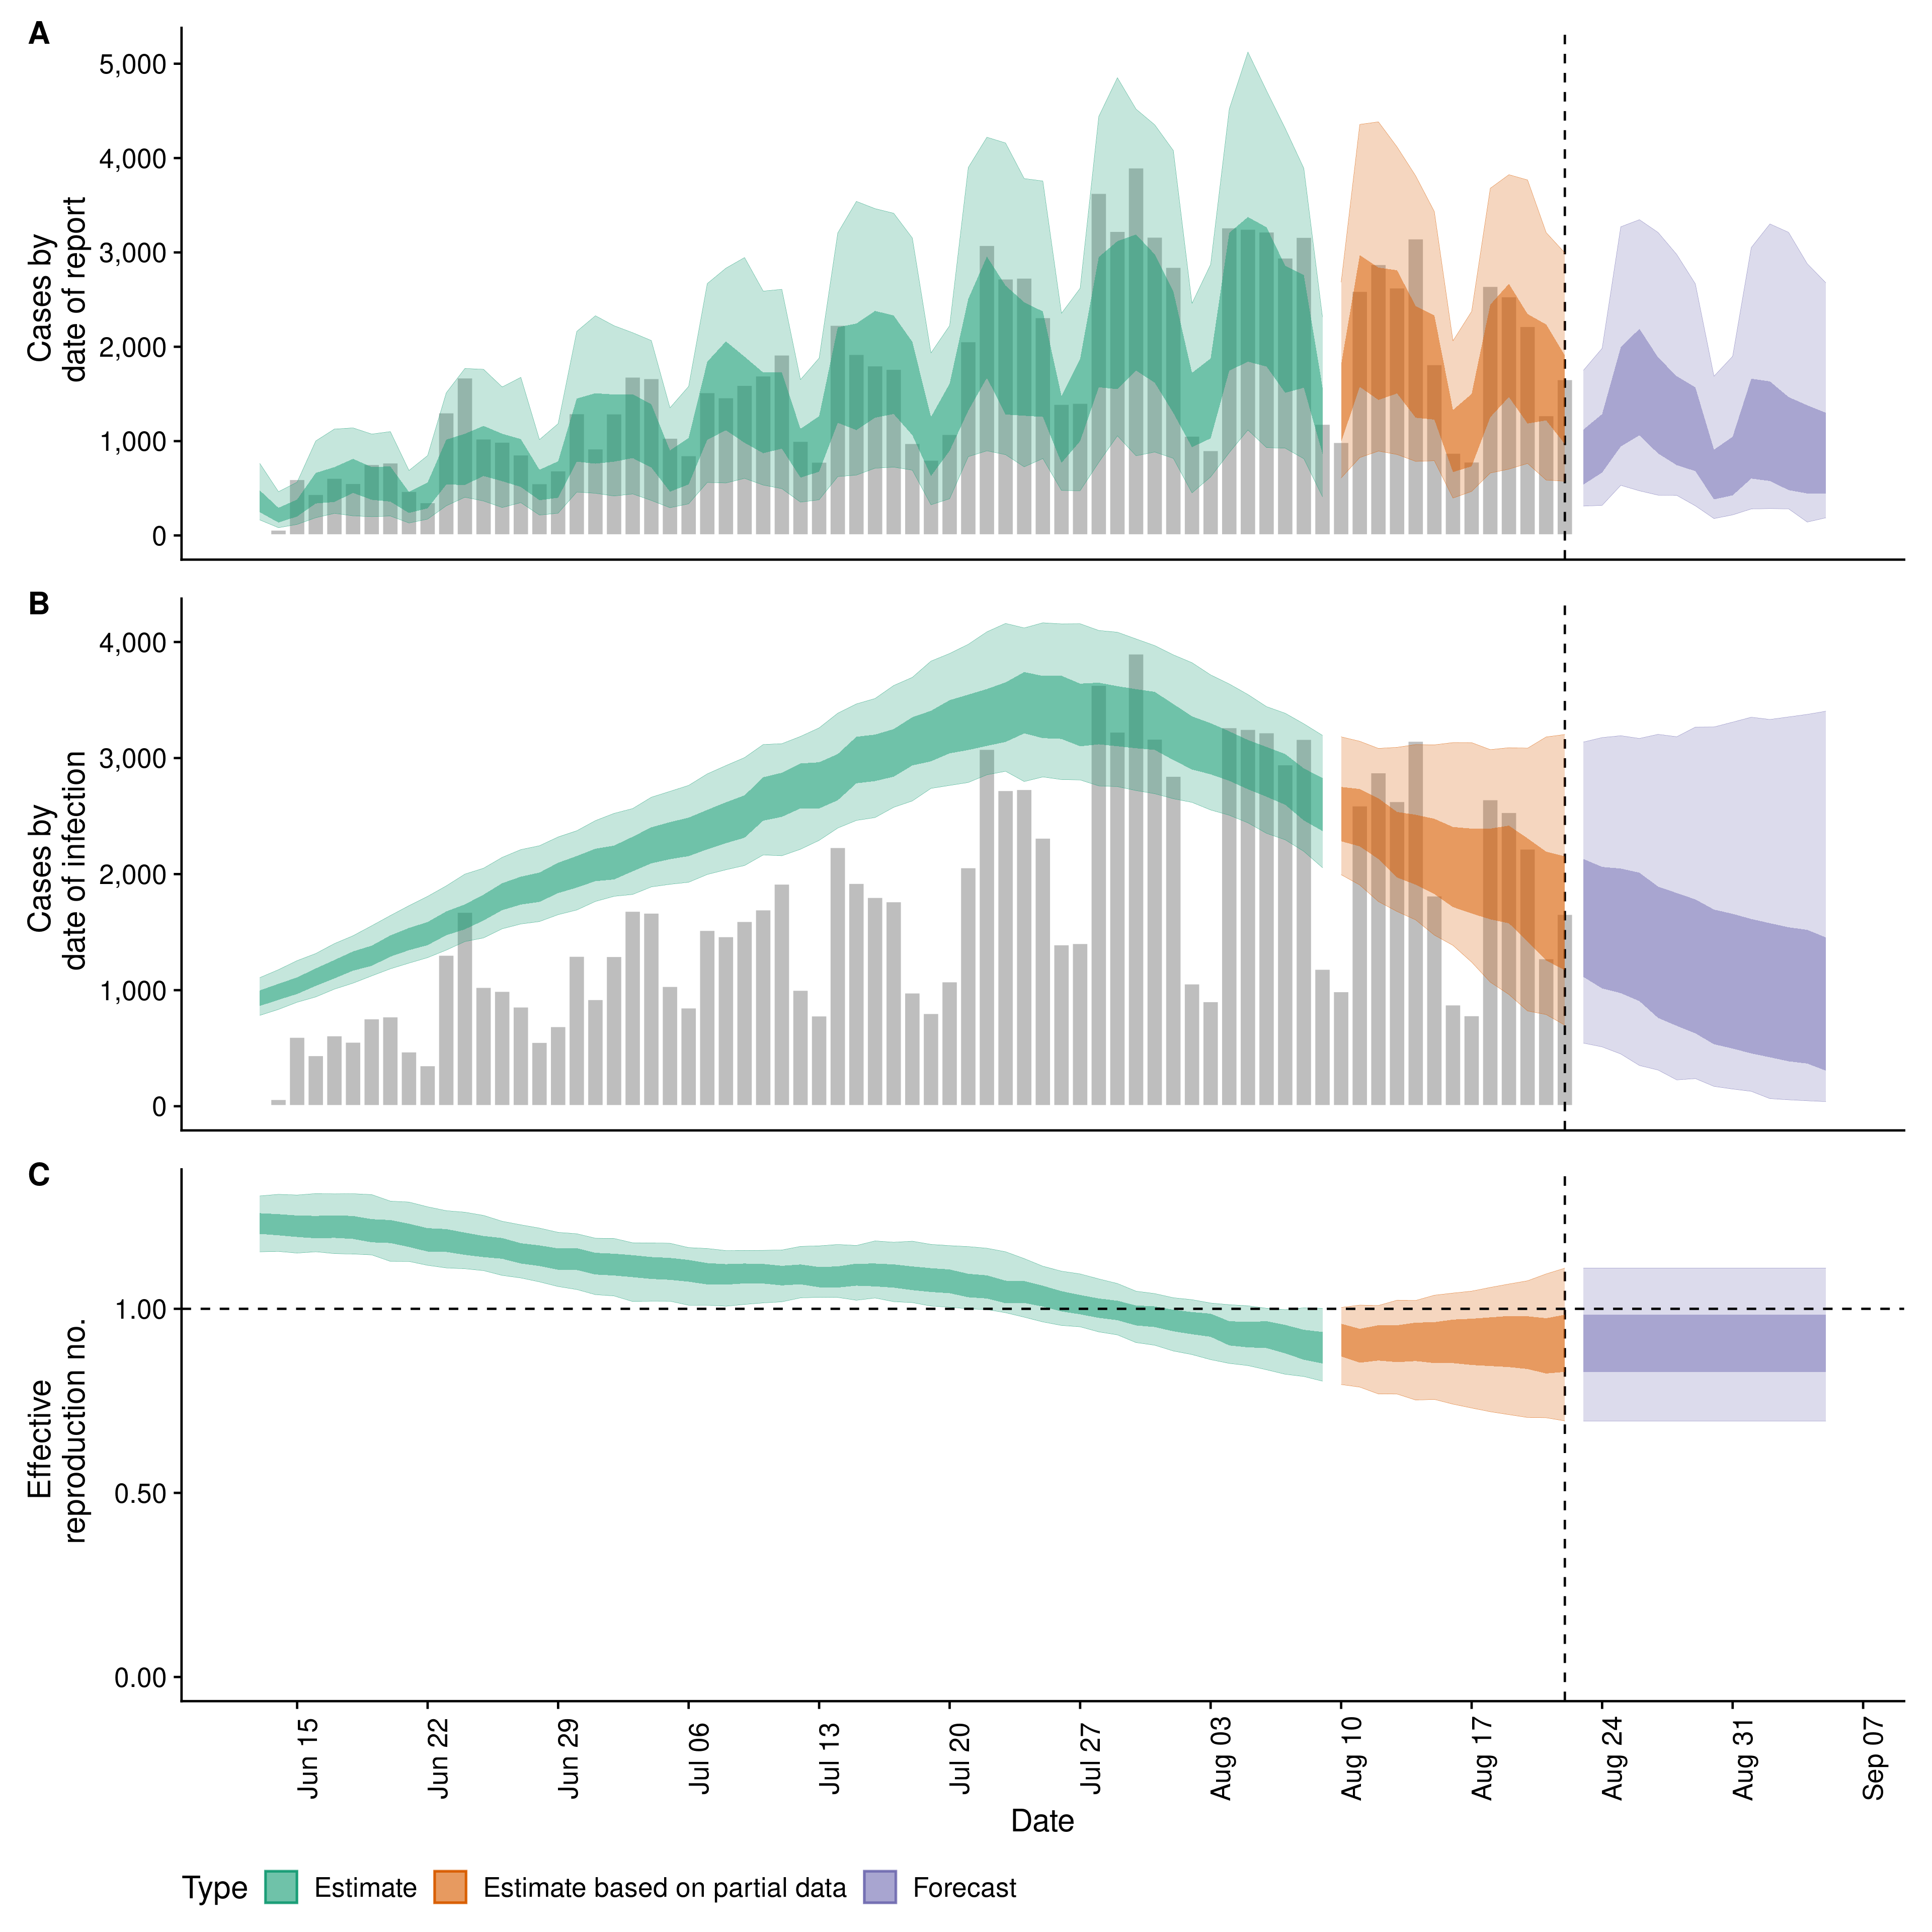 A
Cases by
date of report
5,000
4,000
3,000
2,000
1,000
0
B
Cases by
date of infection
4,000
3,000
2,000
1,000
0
C
Effective
reproduction no.
1.00
0.50
0.00
Jun 15
Jun 22
Jun 29
Jul 06
Jul 13
Jul 20
Jul 27
Aug 03
Aug 10
Aug 17
Aug 24
Aug 31
Sep 07
Date
Type Estimate Estimate based on partial data Forecast